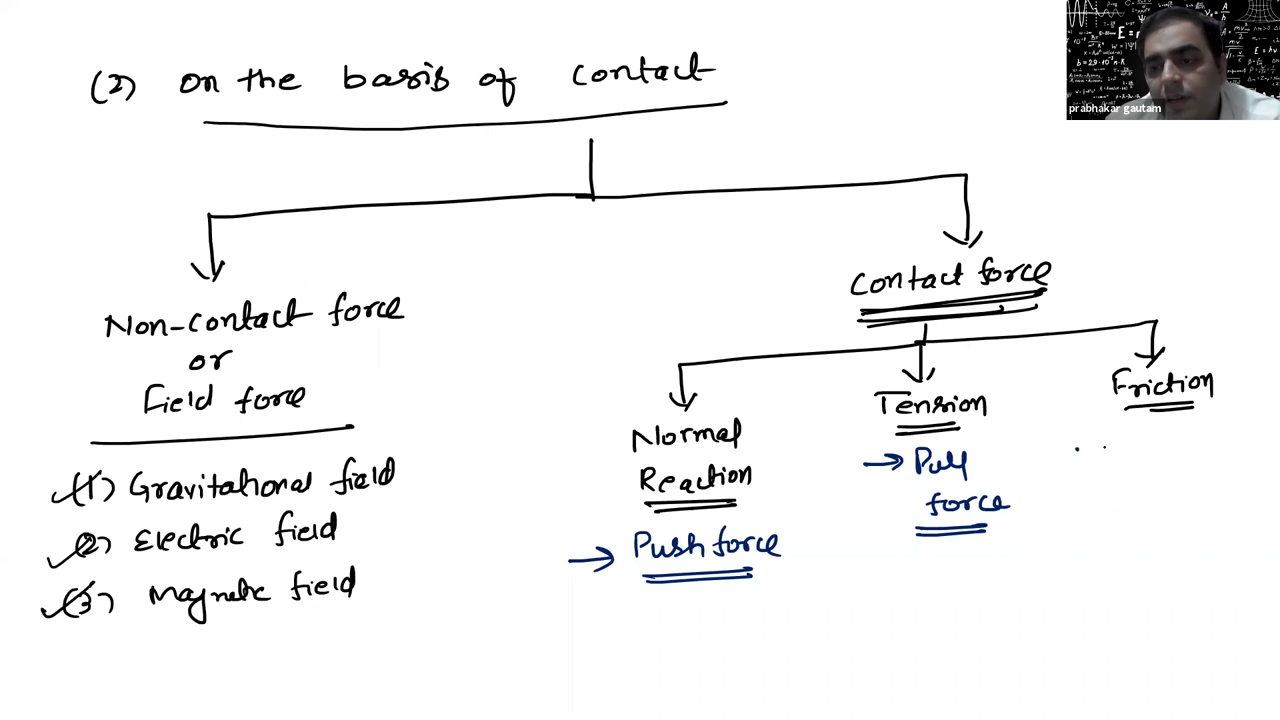 (2) on the basis of contact
Non-contact force
or
Field force
(1) Gravitational field
(2) Electric field
(3) Magnetic field
Contact force
Normal
Reaction
→ Push force
Tension
→ Pull
force
Friction
prabhakar gautam